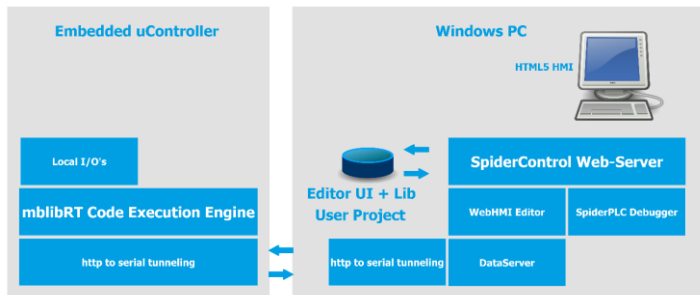 Embedded uController
Local I/O's
mblibRT Code Execution Engine
http to serial tunneling
Windows PC
HTML5 HMI
SpiderControl Web-Server
Editor UI + Lib
User Project
WebHMI Editor
SpiderPLC Debugger
http to serial tunneling
DataServer